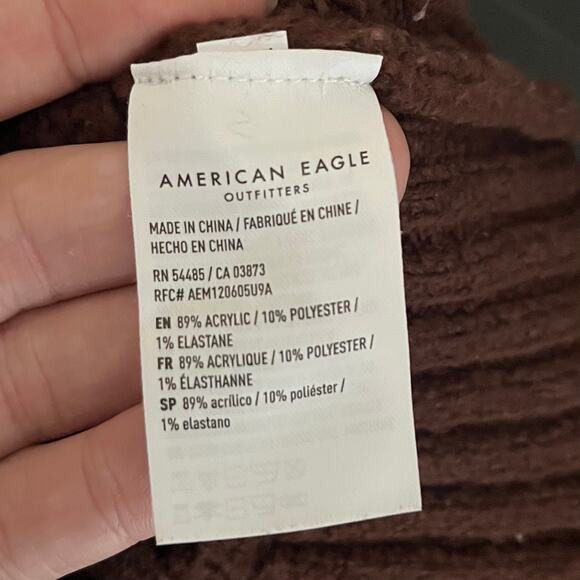 AMERICAN EAGLE
OUTFITTERS
MADE IN CHINA / FABRIQUÉ EN CHINE /
HECHO EN CHINA
RN 54485 / CA 03873
RFC# AEM120605U9A
EN 89% ACRYLIC / 10% POLYESTER /
1% ELASTANE
FR 89% ACRYLIQUE / 10% POLYESTER /
1% ÉLASTHANNE
SP 89% acrílico / 10% poliéster /
1% elastano